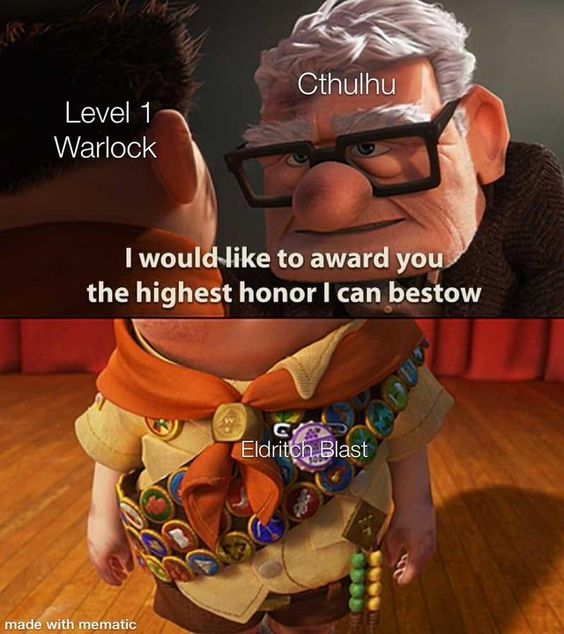 Cthulhu
Level 1
Warlock
I would like to award you
the highest honor I can bestow
Eldritch Blast
made with mematic